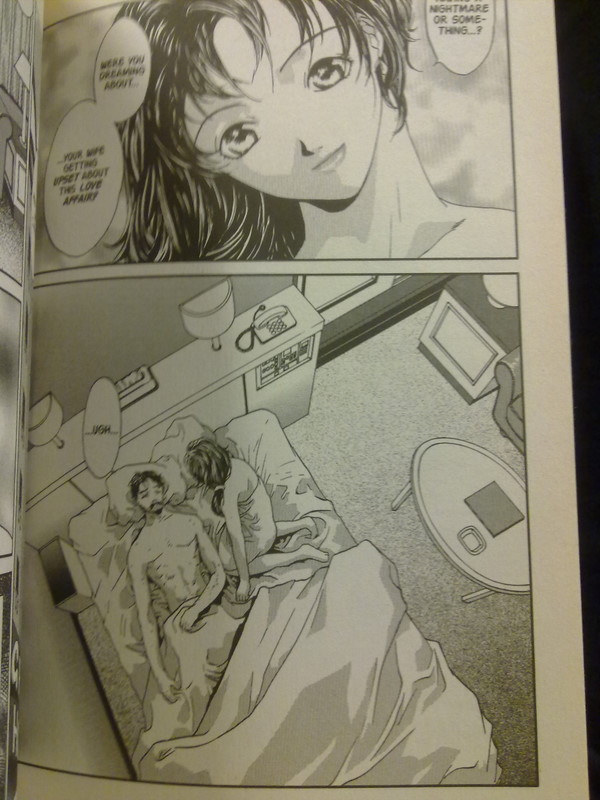 NIGHTMARE
OR SOME-
THING...?
WERE YOU
DREAMING
ABOUT...
...YOUR WIFE
GETTING
UPSET ABOUT
THIS LOVE
AFFAIR?
...UGH...